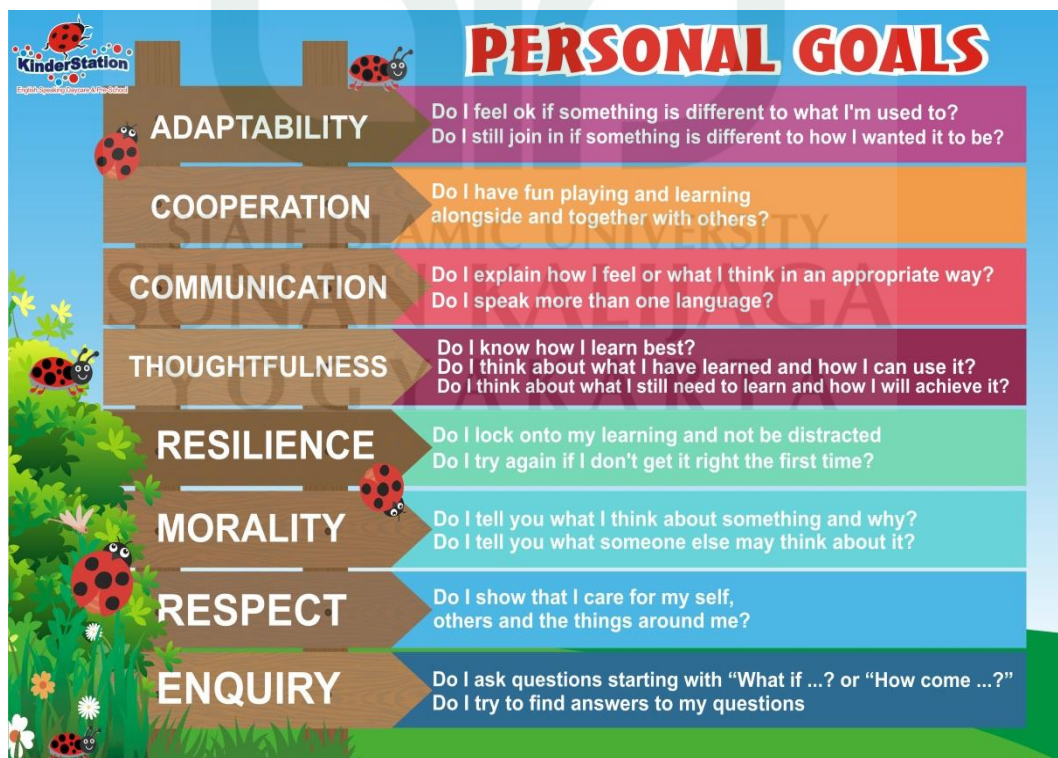 KinderStation
English Speaking Daycare & Pre-School
PERSONAL GOALS
ADAPTABILITY
Do I feel ok if something is different to what I'm used to?
Do I still join in if something is different to how I wanted it to be?
COOPERATION
Do I have fun playing and learning
alongside and together with others?
STATE ISLAMIC UNIVERSITY
COMMUNICATION
Do I explain how I feel or what I think in an appropriate way?
Do I speak more than one language?
SUNAN KALIJAGA
THOUGHTFULNESS
Do I know how I learn best?
Do I think about what I have learned and how I can use it?
Do I think about what I still need to learn and how I will achieve it?
YOGYAKARTA
RESILIENCE
Do I lock onto my learning and not be distracted
Do I try again if I don't get it right the first time?
MORALITY
Do I tell you what I think about something and why?
Do I tell you what someone else may think about it?
RESPECT
Do I show that I care for my self,
others and the things around me?
ENQUIRY
Do I ask questions starting with “What if ...? or “How come ...?”
Do I try to find answers to my questions